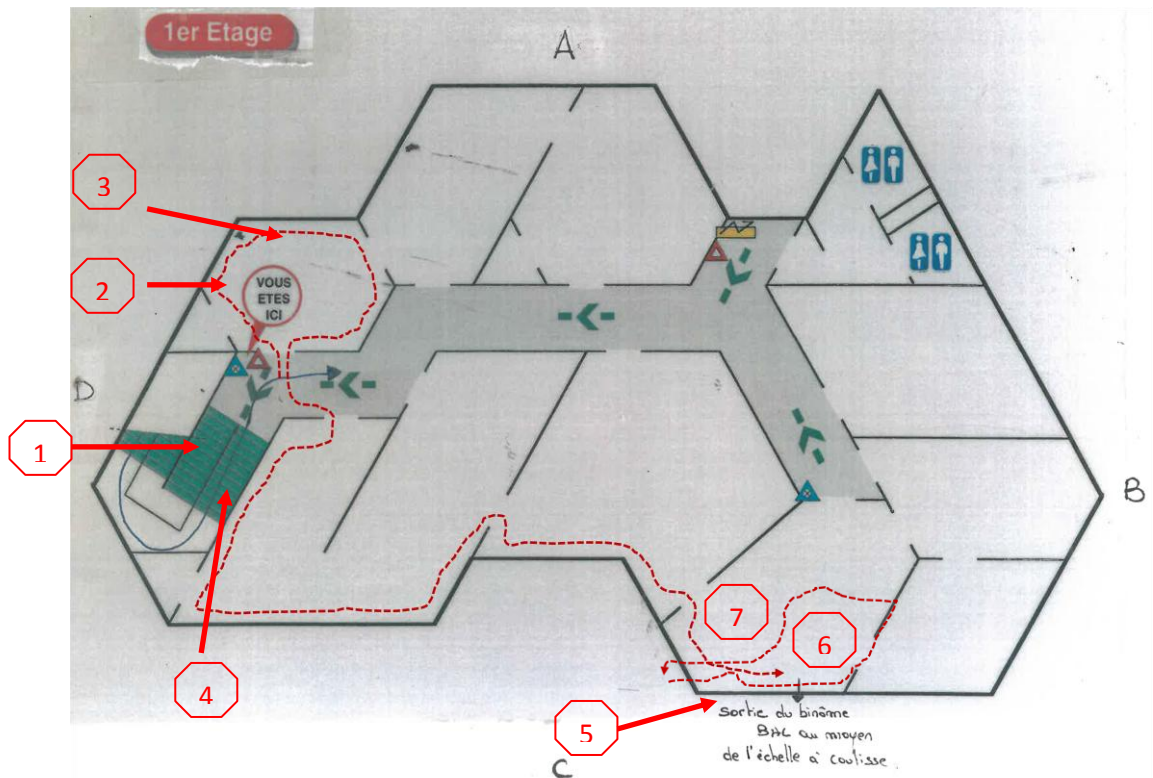 1er Etage
A
3
2
VOUS
ETES
ICI
D
1
B
7
6
4
5
Sortie du binôme
BAL au moyen
de l'échelle à coulisse
C